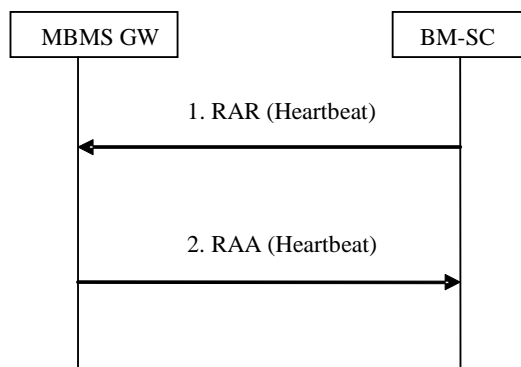 MBMS GW
BM-SC
1. RAR (Heartbeat)
2. RAA (Heartbeat)